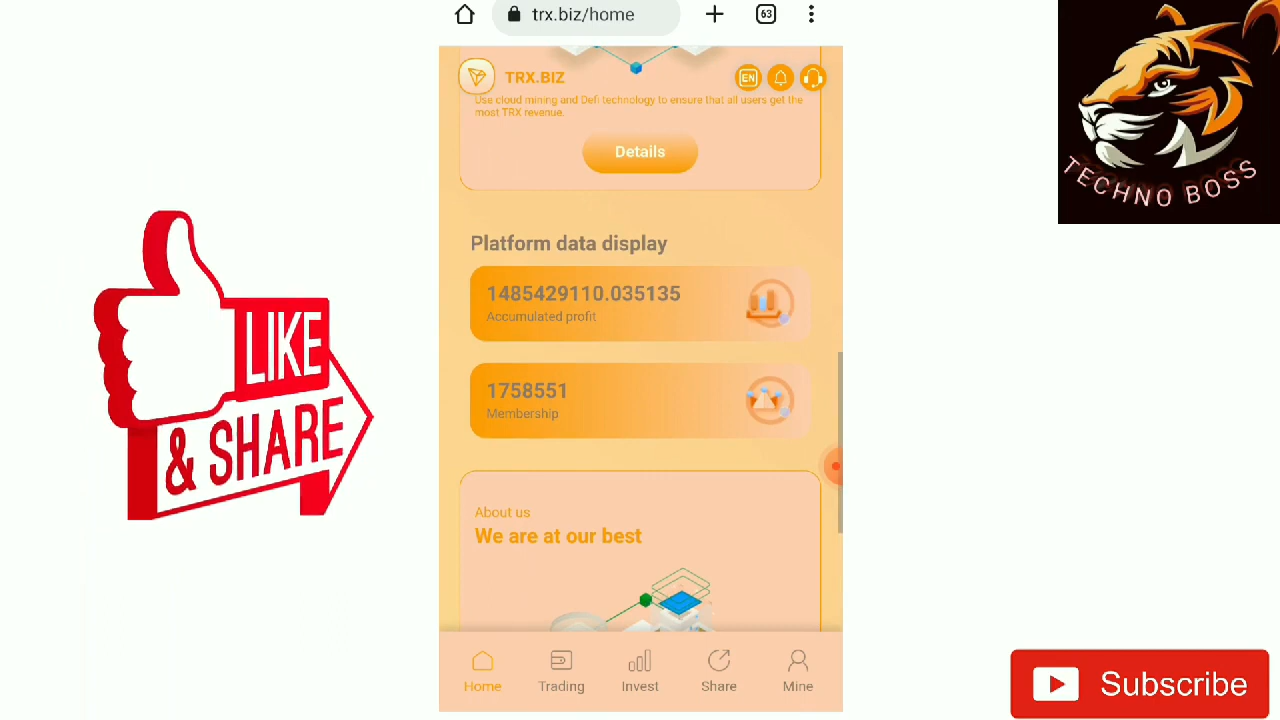 trx.biz/home
63
TRX.BIZ
EN
Use cloud mining and Defi technology to ensure that all users get the
most TRX revenue.
Details
Platform data display
1485429110.035135
Accumulated profit
1758551
Membership
About us
We are at our best
Home
Trading
Invest
Share
Mine
LIKE
& SHARE
TECHNO BOSS
Subscribe